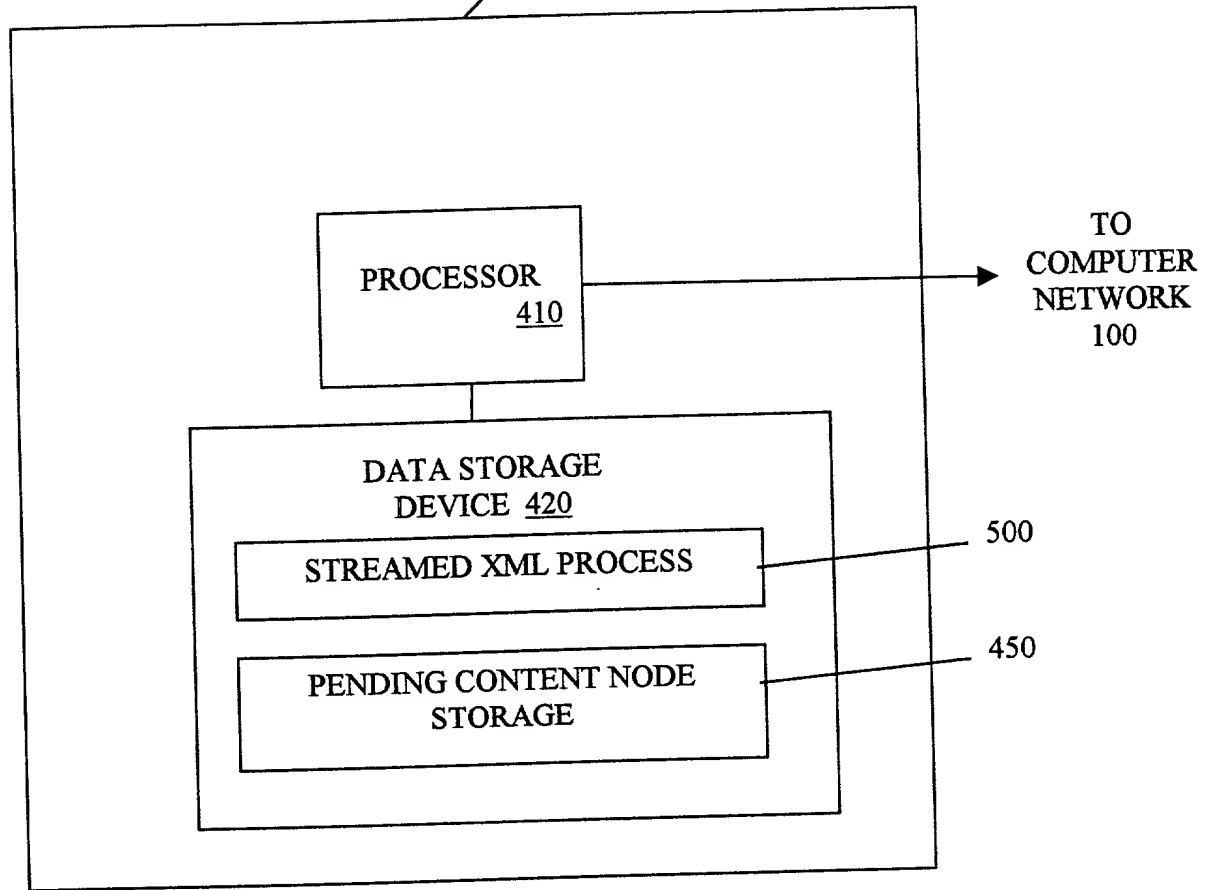 PROCESSOR
410
TO
COMPUTER
NETWORK
100
DATA STORAGE
DEVICE 420
STREAMED XML PROCESS
500
PENDING CONTENT NODE
STORAGE
450